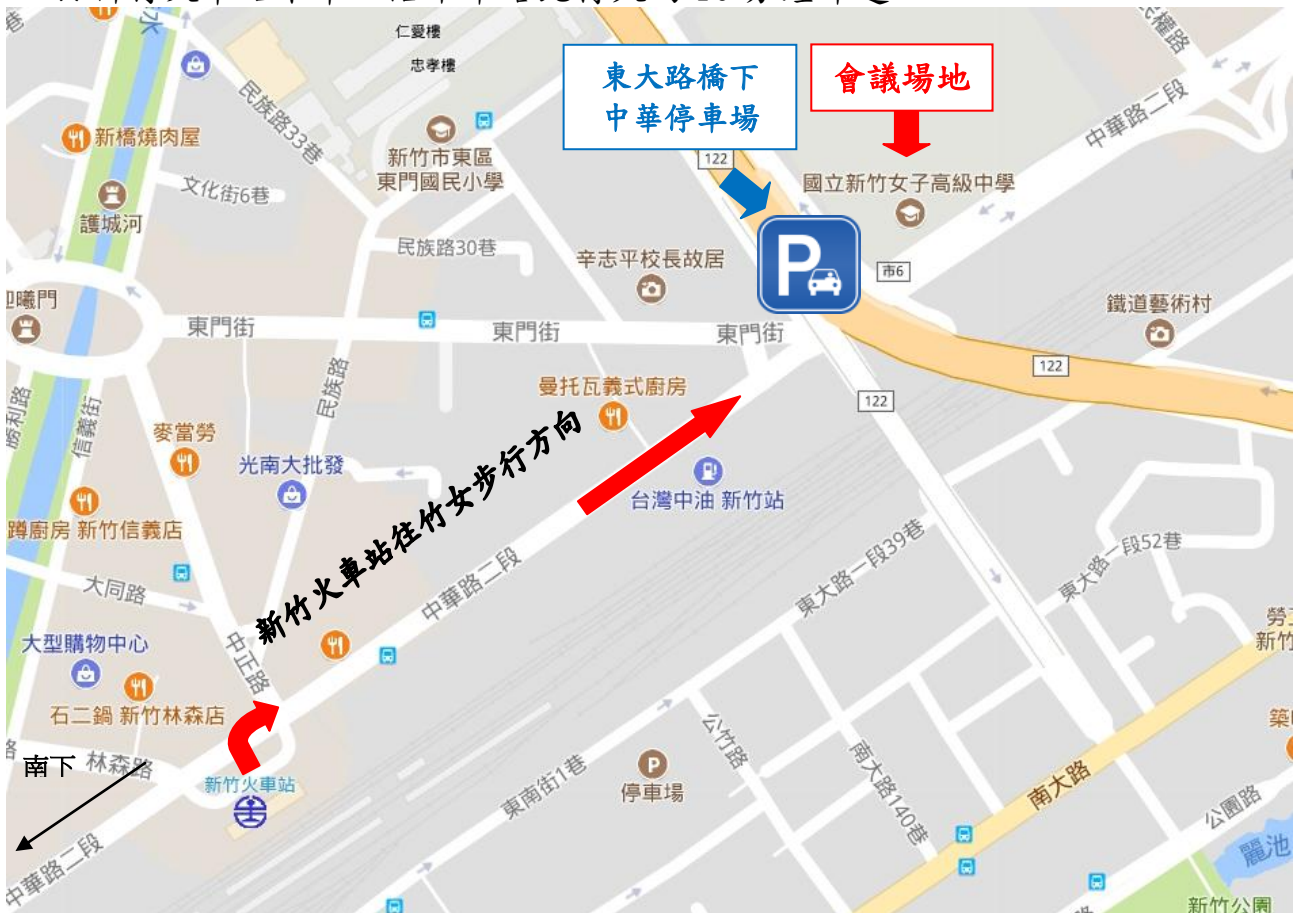 仁愛樓
忠孝樓
東大路橋下
中華停車場
會議場地
民族路33巷
新橋燒肉屋
新竹市東區
東門國民小學
122
中華路二段
國立新竹女子高級中學
文化街6巷
護城河
民族路30巷
辛志平校長故居
P
市6
鐵道藝術村
東門街
東門街
東門街
民族路
122
122
曼托瓦義式廚房
勝利路
信義街
麥當勞
光南大批發
新竹火車站往竹女步行方向
台灣中油 新竹站
蹲廚房 新竹信義店
大同路
中華路二段
東大路一段39巷
東大路一段52巷
大型購物中心
中正路
石二鍋 新竹林森店
南下
林森路
新竹火車站
公竹路
P
停車場
東南街1巷
南大路140巷
南大路
公園路
麗池
中華路二段
新竹公園